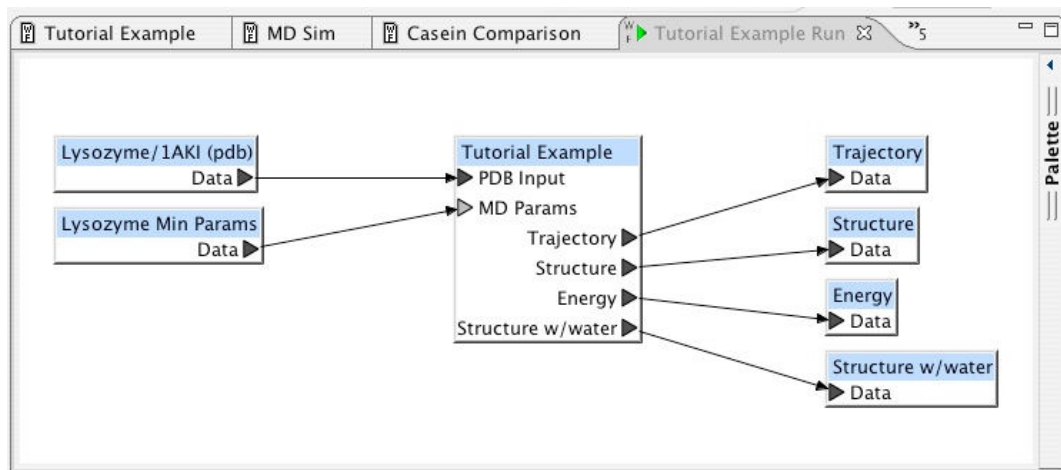 Tutorial Example
MD Sim
Casein Comparison
Tutorial Example Run
»5
Palette
Lysozyme/1AKI (pdb)
Data
Lysozyme Min Params
Data
Tutorial Example
PDB Input
MD Params
Trajectory
Structure
Energy
Structure w/water
Trajectory
Data
Structure
Data
Energy
Data
Structure w/water
Data